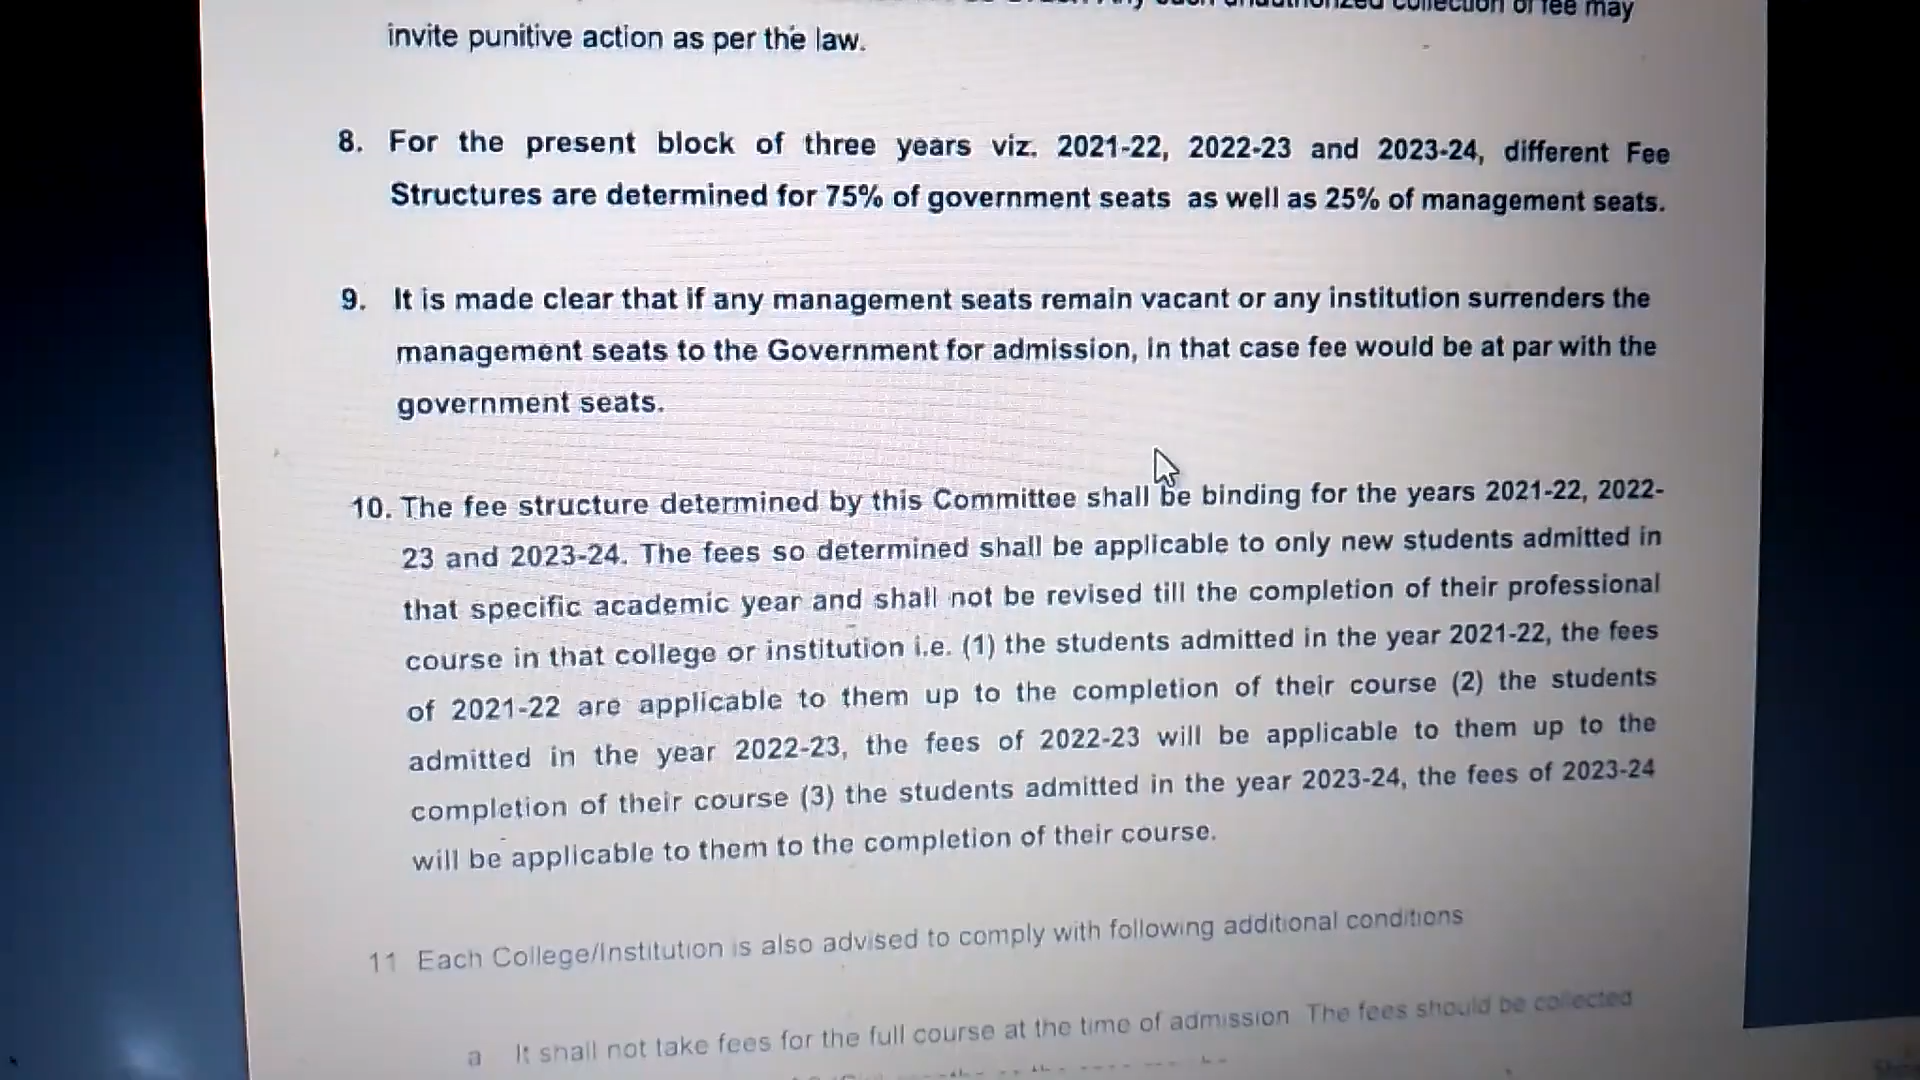 unauthorized collection of fee may
invite punitive action as per the law.
8. For the present block of three years viz. 2021-22, 2022-23 and 2023-24, different Fee
Structures are determined for 75% of government seats as well as 25% of management seats.
9. It is made clear that if any management seats remain vacant or any institution surrenders the
management seats to the Government for admission, in that case fee would be at par with the
government seats.
10. The fee structure determined by this Committee shall be binding for the years 2021-22, 2022-
23 and 2023-24. The fees so determined shall be applicable to only new students admitted in
that specific academic year and shall not be revised till the completion of their professional
course in that college or institution i.e. (1) the students admitted in the year 2021-22, the fees
of 2021-22 are applicable to them up to the completion of their course (2) the students
admitted in the year 2022-23, the fees of 2022-23 will be applicable to them up to the
completion of their course (3) the students admitted in the year 2023-24, the fees of 2023-24
will be applicable to them to the completion of their course.
11 Each College/Institution is also advised to comply with following additional conditions
a It shall not take fees for the full course at the time of admission The fees should be collected